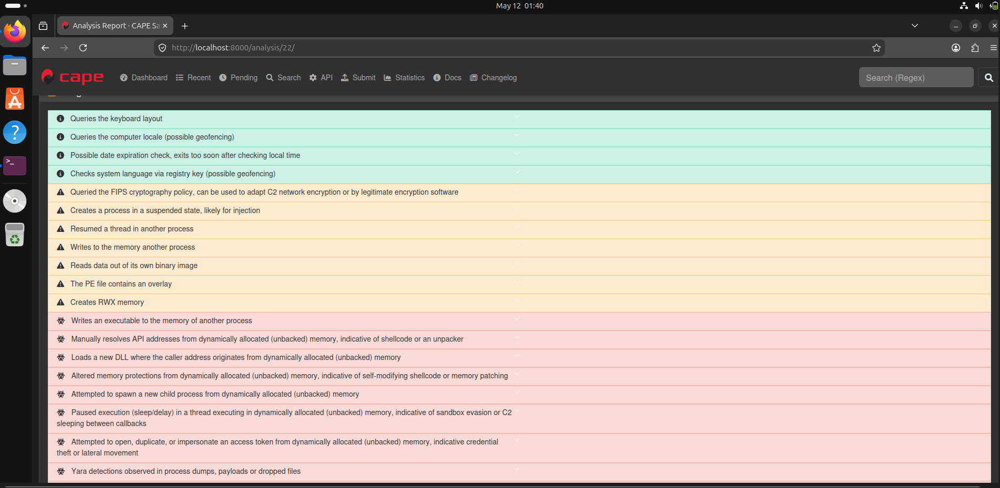 May 12 01:40
Analysis Report · CAPE Sa
http://localhost:8000/analysis/22/
cape
Dashboard
Recent
Pending
Search
API
Submit
Statistics
Docs
Changelog
Search (Regex)
Queries the keyboard layout
Queries the computer locale (possible geofencing)
Possible date expiration check, exits too soon after checking local time
Checks system language via registry key (possible geofencing)
Queried the FIPS cryptography policy, can be used to adapt C2 network encryption or by legitimate encryption software
Creates a process in a suspended state, likely for injection
Resumed a thread in another process
Writes to the memory another process
Reads data out of its own binary image
The PE file contains an overlay
Creates RWX memory
Writes an executable to the memory of another process
Manually resolves API addresses from dynamically allocated (unbacked) memory, indicative of shellcode or an unpacker
Loads a new DLL where the caller address originates from dynamically allocated (unbacked) memory
Altered memory protections from dynamically allocated (unbacked) memory, indicative of self-modifying shellcode or memory patching
Attempted to spawn a new child process from dynamically allocated (unbacked) memory
Paused execution (sleep/delay) in a thread executing in dynamically allocated (unbacked) memory, indicative of sandbox evasion or C2
sleeping between callbacks
Attempted to open, duplicate, or impersonate an access token from dynamically allocated (unbacked) memory, indicative credential
theft or lateral movement
Yara detections observed in process dumps, payloads or dropped files